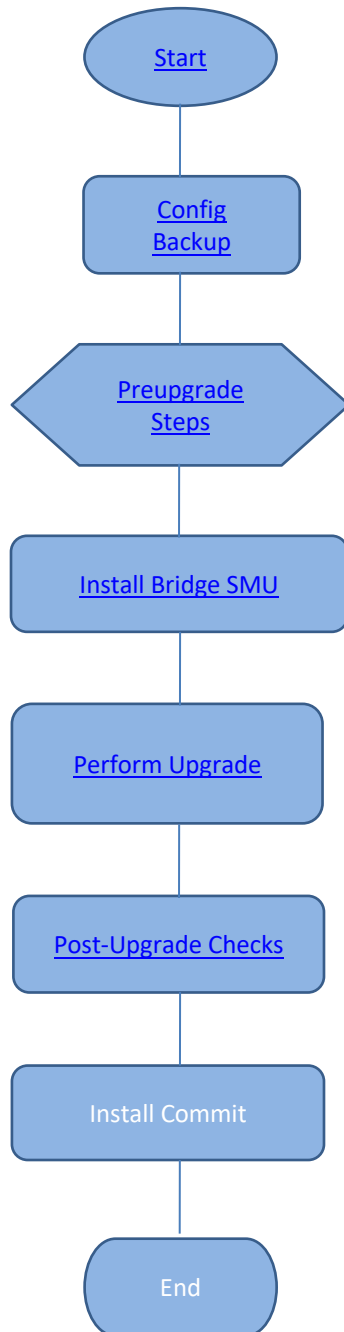 Start
Config
Backup
Preupgrade
Steps
Install Bridge SMU
Perform Upgrade
Post-Upgrade Checks
Install Commit
End